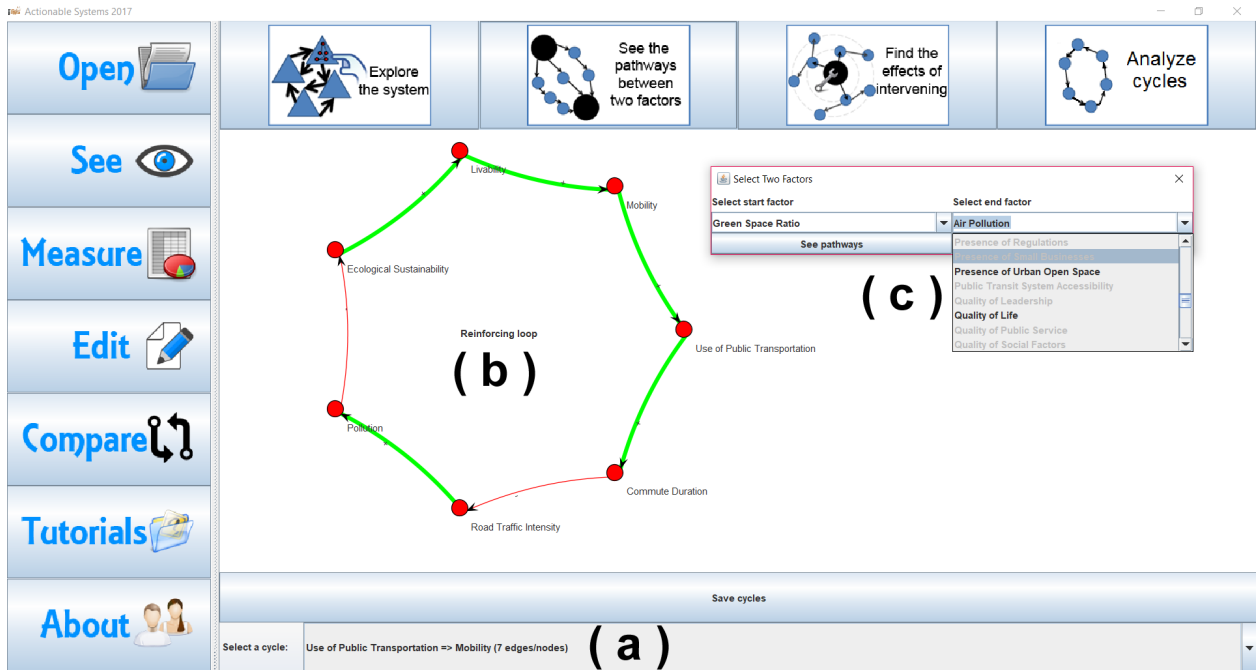 Actionable Systems 2017
Open
See
Measure
Edit
Compare
Tutorials
About
Explore
the system
See the
pathways
between
two factors
Find the
effects of
intervening
Analyze
cycles
Livability
+
Mobility
+
Use of Public Transportation
+
Commute Duration
-
Road Traffic Intensity
+
Pollution
-
Ecological Sustainability
+
Reinforcing loop
( b )
Select Two Factors
Select start factor
Select end factor
Green Space Ratio
Air Pollution
See pathways
Presence of Regulations
Presence of Small Businesses
Presence of Urban Open Space
Public Transit System Accessibility
Quality of Leadership
Quality of Life
Quality of Public Service
Quality of Social Factors
( c )
Save cycles
Select a cycle:
Use of Public Transportation => Mobility (7 edges/nodes)
( a )